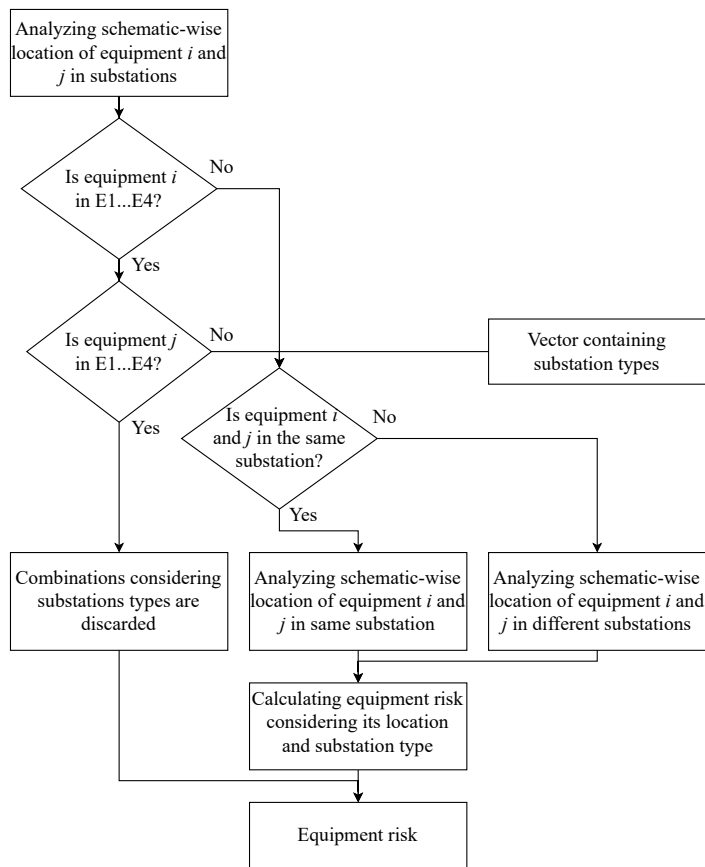 Analyzing schematic-wise
location of equipment i and
j in substations
No
Is equipment i
in E1...E4?
Yes
No
Is equipment j
in E1...E4?
Vector containing
substation types
Yes
No
Is equipment i
and j in the same
substation?
Yes
Combinations considering
substations types are
discarded
Analyzing schematic-wise
location of equipment i and
j in same substation
Analyzing schematic-wise
location of equipment i and
j in different substations
Calculating equipment risk
considering its location
and substation type
Equipment risk